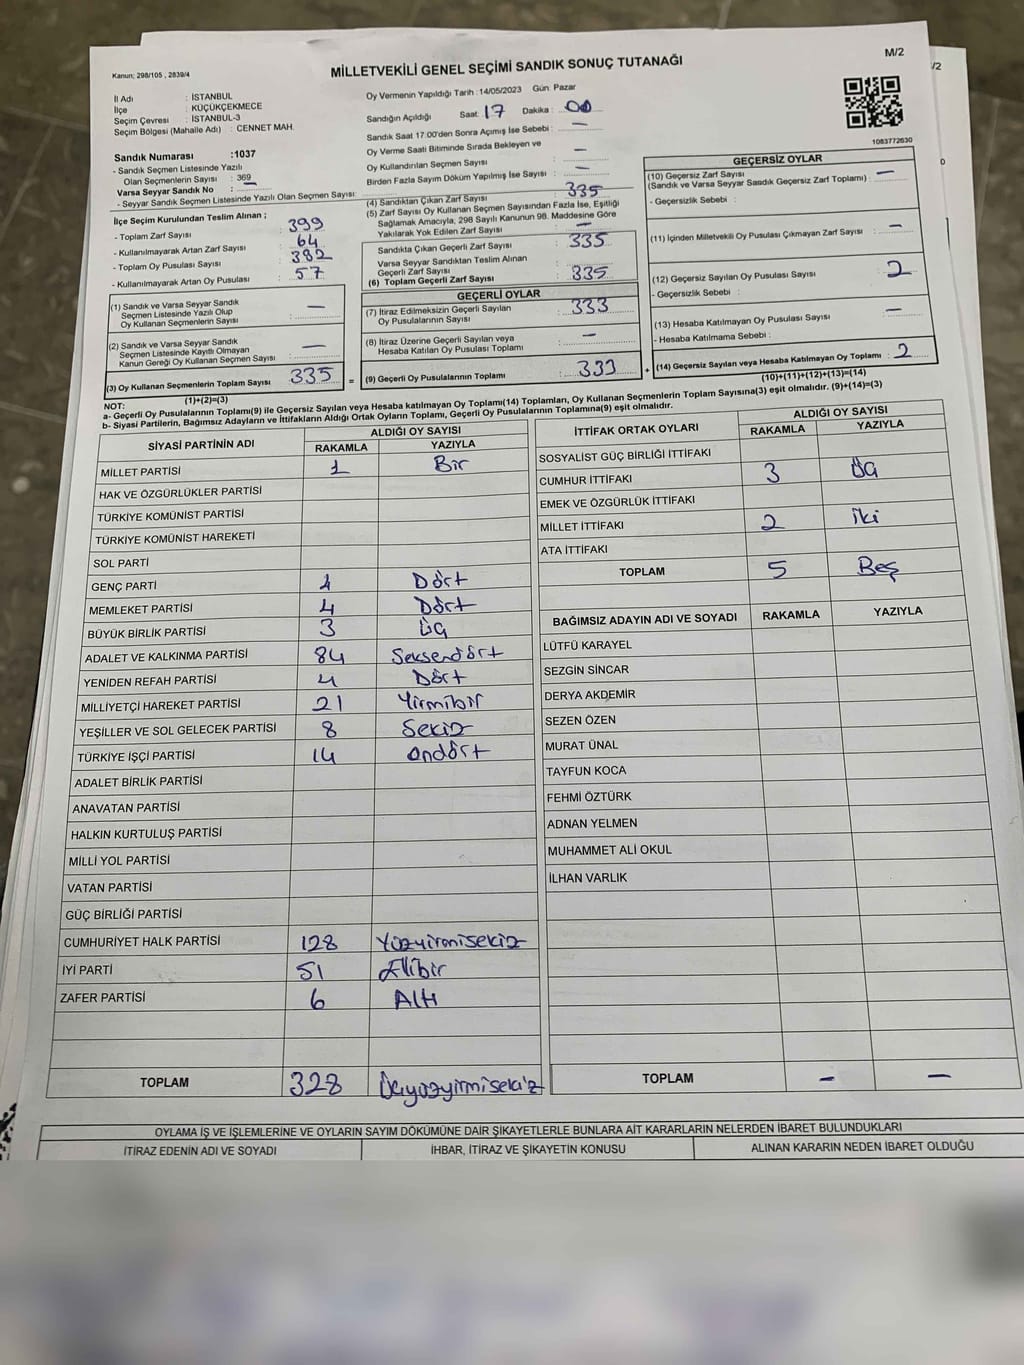 M/2
/2
Kanun; 298/105 , 2839/4
MİLLETVEKİLİ GENEL SEÇİMİ SANDIK SONUÇ TUTANAĞI
İl Adı : İSTANBUL
İlçe : KÜÇÜKÇEKMECE
Seçim Çevresi : İSTANBUL-3
Seçim Bölgesi (Mahalle Adı) : CENNET MAH.
Sandık Numarası :1037
- Sandık Seçmen Listesinde Yazılı
Olan Seçmenlerin Sayısı : 369
Varsa Seyyar Sandık No : —
- Seyyar Sandık Seçmen Listesinde Yazılı Olan Seçmen Sayısı:
İlçe Seçim Kurulundan Teslim Alınan ;
- Toplam Zarf Sayısı : 399
- Kullanılmayarak Artan Zarf Sayısı : 64
- Toplam Oy Pusulası Sayısı : 382
- Kullanılmayarak Artan Oy Pusulası : 57
(1) Sandık ve Varsa Seyyar Sandık
Seçmen Listesinde Yazılı Olup
Oy Kullanan Seçmenlerin Sayısı : —
(2) Sandık ve Varsa Seyyar Sandık
Seçmen Listesinde Kayıtlı Olmayan
Kanun Gereği Oy Kullanan Seçmen Sayısı : —
(3) Oy Kullanan Seçmenlerin Toplam Sayısı : 335 =
(1)+(2)=(3)
Oy Vermenin Yapıldığı Tarih : 14/05/2023 Gün: Pazar
Sandığın Açıldığı Saat: 17 Dakika : 00
Sandık Saat 17:00'den Sonra Açımış İse Sebebi : —
Oy Verme Saati Bitiminde Sırada Bekleyen ve
Oy Kullandırılan Seçmen Sayısı : —
Birden Fazla Sayım Döküm Yapılmış İse Sayısı : —
(4) Sandıktan Çıkan Zarf Sayısı : 335
(5) Zarf Sayısı Oy Kullanan Seçmen Sayısından Fazla İse, Eşitliği
Sağlamak Amacıyla, 298 Sayılı Kanunun 98. Maddesine Göre
Yakılarak Yok Edilen Zarf Sayısı : —
Sandıkta Çıkan Geçerli Zarf Sayısı : 335
Varsa Seyyar Sandıktan Teslim Alınan
Geçerli Zarf Sayısı :
(6) Toplam Geçerli Zarf Sayısı : 335
GEÇERLİ OYLAR
(7) İtiraz Edilmeksizin Geçerli Sayılan
Oy Pusulalarının Sayısı : 333
(8) İtiraz Üzerine Geçerli Sayılan veya
Hesaba Katılan Oy Pusulası Toplamı : —
(9) Geçerli Oy Pusulalarının Toplamı : 333 +
1083772630
GEÇERSİZ OYLAR
(10) Geçersiz Zarf Sayısı : —
(Sandık ve Varsa Seyyar Sandık Geçersiz Zarf Toplamı)
- Geçersizlik Sebebi :
(11) İçinden Milletvekili Oy Pusulası Çıkmayan Zarf Sayısı : —
(12) Geçersiz Sayılan Oy Pusulası Sayısı : 2
- Geçersizlik Sebebi :
(13) Hesaba Katılmayan Oy Pusulası Sayısı : —
- Hesaba Katılmama Sebebi :
(14) Geçersiz Sayılan veya Hesaba Katılmayan Oy Toplamı : 2
(10)+(11)+(12)+(13)=(14)
NOT:
a- Geçerli Oy Pusulalarının Toplamı(9) ile Geçersiz Sayılan veya Hesaba katılmayan Oy Toplamı(14) Toplamları, Oy Kullanan Seçmenlerin Toplam Sayısına(3) eşit olmalıdır. (9)+(14)=(3)
b- Siyasi Partilerin, Bağımsız Adayların ve İttifakların Aldığı Ortak Oyların Toplamı, Geçerli Oy Pusulalarının Toplamına(9) eşit olmalıdır.
SİYASİ PARTİNİN ADI ALDIĞI OY SAYISI
RAKAMLA YAZIYLA
MİLLET PARTİSİ 1 Bir
HAK VE ÖZGÜRLÜKLER PARTİSİ
TÜRKİYE KOMÜNİST PARTİSİ
TÜRKİYE KOMÜNİST HAREKETİ
SOL PARTİ
GENÇ PARTİ 4 Dört
MEMLEKET PARTİSİ 4 Dört
BÜYÜK BİRLİK PARTİSİ 3 Üç
ADALET VE KALKINMA PARTİSİ 84 Seksendört
YENİDEN REFAH PARTİSİ 4 Dört
MİLLİYETÇİ HAREKET PARTİSİ 21 Yirmibir
YEŞİLLER VE SOL GELECEK PARTİSİ 8 Sekiz
TÜRKİYE İŞÇİ PARTİSİ 14 ondört
ADALET BİRLİK PARTİSİ
ANAVATAN PARTİSİ
HALKIN KURTULUŞ PARTİSİ
MİLLİ YOL PARTİSİ
VATAN PARTİSİ
GÜÇ BİRLİĞİ PARTİSİ
CUMHURİYET HALK PARTİSİ 128 Yüzyirmisekiz
İYİ PARTİ 51 Ellibir
ZAFER PARTİSİ 6 Altı
TOPLAM 328 Üçyüzyirmisekiz
İTTİFAK ORTAK OYLARI ALDIĞI OY SAYISI
RAKAMLA YAZIYLA
SOSYALİST GÜÇ BİRLİĞİ İTTİFAKI
CUMHUR İTTİFAKI 3 Üç
EMEK VE ÖZGÜRLÜK İTTİFAKI
MİLLET İTTİFAKI 2 iki
ATA İTTİFAKI
TOPLAM 5 Beş
BAĞIMSIZ ADAYIN ADI VE SOYADI RAKAMLA YAZIYLA
LÜTFÜ KARAYEL
SEZGİN SİNCAR
DERYA AKDEMİR
SEZEN ÖZEN
MURAT ÜNAL
TAYFUN KOCA
FEHMİ ÖZTÜRK
ADNAN YELMEN
MUHAMMET ALİ OKUL
İLHAN VARLIK
TOPLAM — —
OYLAMA İŞ VE İŞLEMLERİNE VE OYLARIN SAYIM DÖKÜMÜNE DAİR ŞİKAYETLERLE BUNLARA AİT KARARLARIN NELERDEN İBARET BULUNDUKLARI
İTİRAZ EDENİN ADI VE SOYADI İHBAR, İTİRAZ VE ŞİKAYETİN KONUSU ALINAN KARARIN NEDEN İBARET OLDUĞU